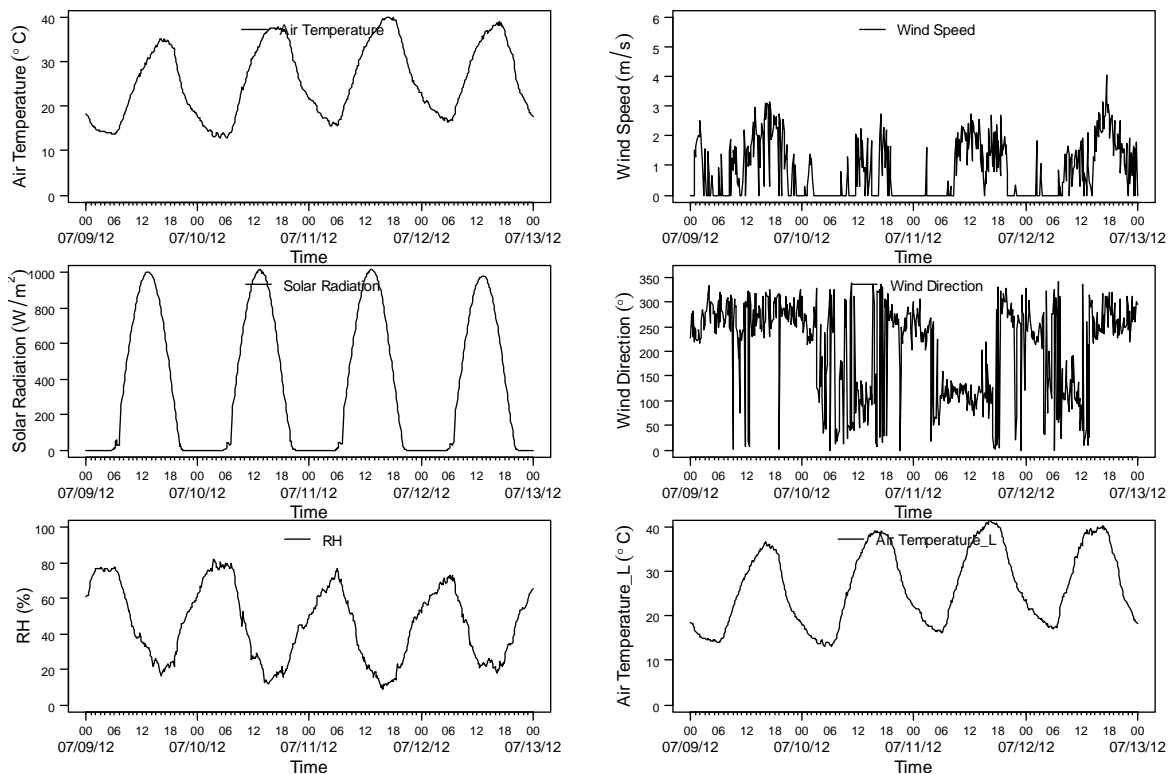 40
30
20
10
0
Air Temperature (° C)
Air Temperature
00 06 12 18 00 06 12 18 00 06 12 18 00 06 12 18 00
07/09/12 07/10/12 07/11/12 07/12/12 07/13/12
Time
6
5
4
3
2
1
0
Wind Speed (m/s)
Wind Speed
00 06 12 18 00 06 12 18 00 06 12 18 00 06 12 18 00
07/09/12 07/10/12 07/11/12 07/12/12 07/13/12
Time
1000
800
600
400
200
0
Solar Radiation (W/m²)
Solar Radiation
00 06 12 18 00 06 12 18 00 06 12 18 00 06 12 18 00
07/09/12 07/10/12 07/11/12 07/12/12 07/13/12
Time
350
300
250
200
150
100
50
0
Wind Direction (°)
Wind Direction
00 06 12 18 00 06 12 18 00 06 12 18 00 06 12 18 00
07/09/12 07/10/12 07/11/12 07/12/12 07/13/12
Time
100
80
60
40
20
0
RH (%)
RH
00 06 12 18 00 06 12 18 00 06 12 18 00 06 12 18 00
07/09/12 07/10/12 07/11/12 07/12/12 07/13/12
Time
40
30
20
10
0
Air Temperature_L (° C)
Air Temperature_L
00 06 12 18 00 06 12 18 00 06 12 18 00 06 12 18 00
07/09/12 07/10/12 07/11/12 07/12/12 07/13/12
Time